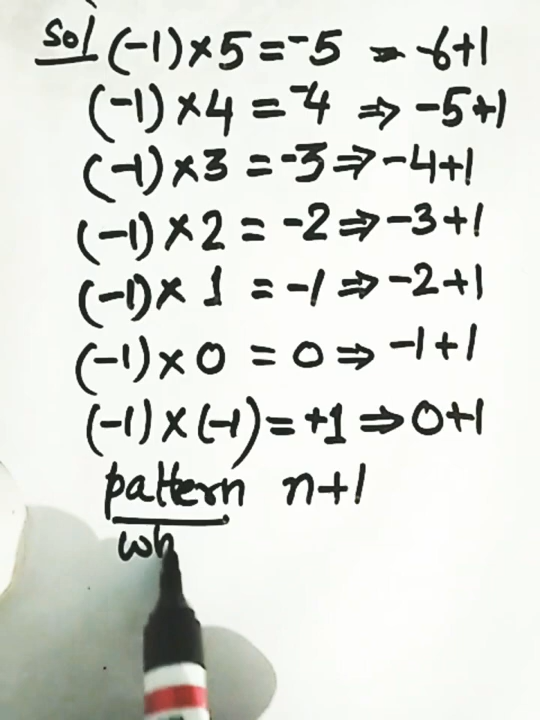 sol (-1)×5=-5 ⇒ -6+1
(-1)×4=-4 ⇒ -5+1
(-1)×3=-3⇒-4+1
(-1)×2=-2⇒-3+1
(-1)×1=-1⇒-2+1
(-1)×0=0⇒-1+1
(-1)×(-1)=+1⇒0+1
pattern n+1
wh